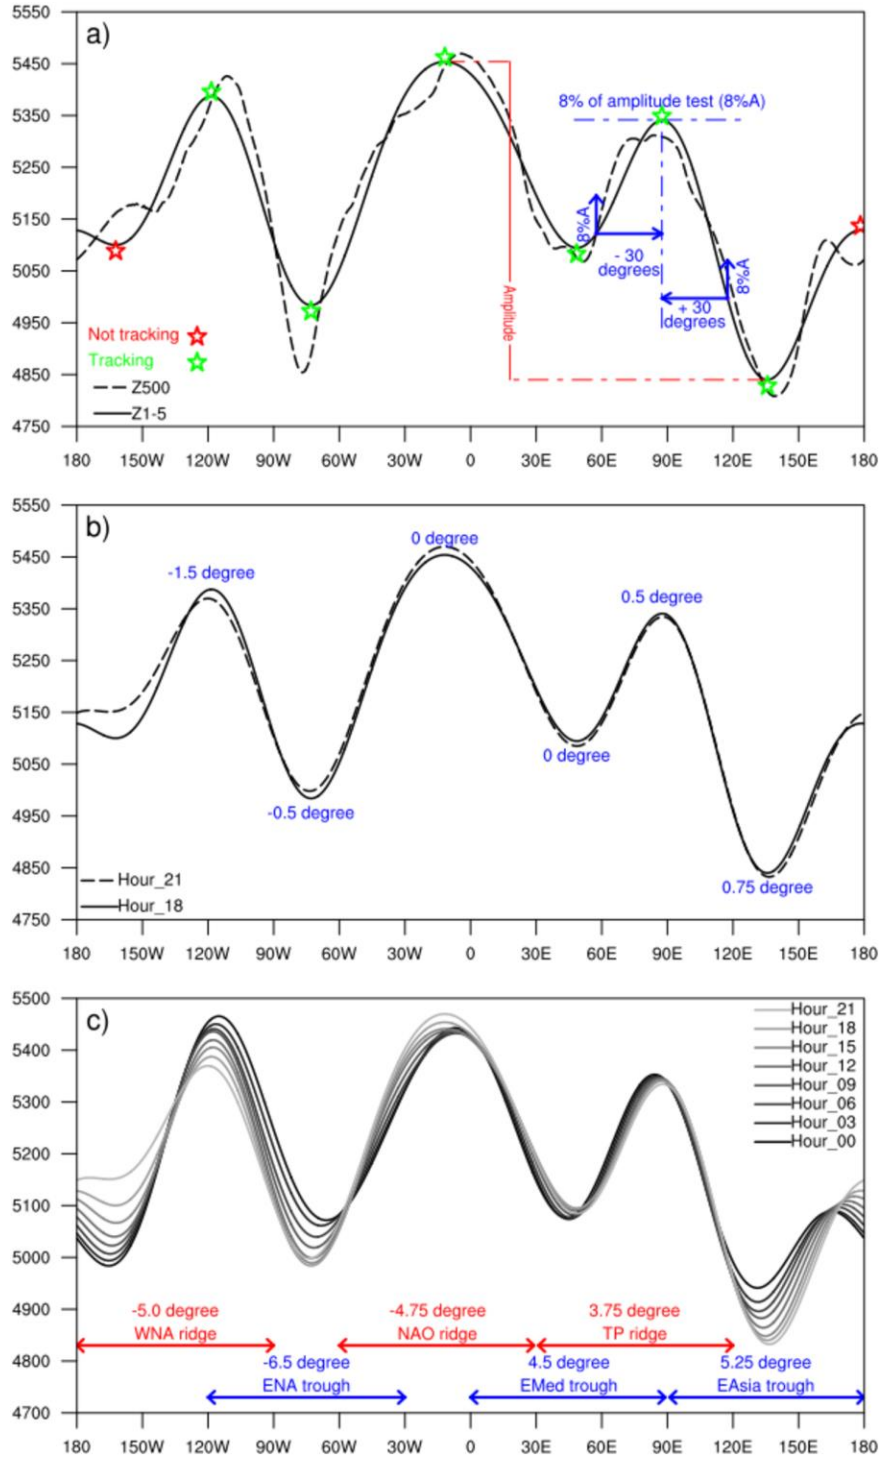 a)
5550
5450
5350
5250
5150
5050
4950
4850
4750
8% of amplitude test (8%A)
8%A
- 30
degrees
8%A
+ 30
degrees
Amplitude
Not tracking
Tracking
Z500
Z1-5
180 150W 120W 90W 60W 30W 0 30E 60E 90E 120E 150E 180
b)
5550
5450
5350
5250
5150
5050
4950
4850
4750
-1.5 degree
0 degree
0.5 degree
-0.5 degree
0 degree
0.75 degree
Hour_21
Hour_18
180 150W 120W 90W 60W 30W 0 30E 60E 90E 120E 150E 180
c)
5500
5400
5300
5200
5100
5000
4900
4800
4700
Hour_21
Hour_18
Hour_15
Hour_12
Hour_09
Hour_06
Hour_03
Hour_00
-5.0 degree
WNA ridge
-4.75 degree
NAO ridge
3.75 degree
TP ridge
-6.5 degree
ENA trough
4.5 degree
EMed trough
5.25 degree
EAsia trough
180 150W 120W 90W 60W 30W 0 30E 60E 90E 120E 150E 180